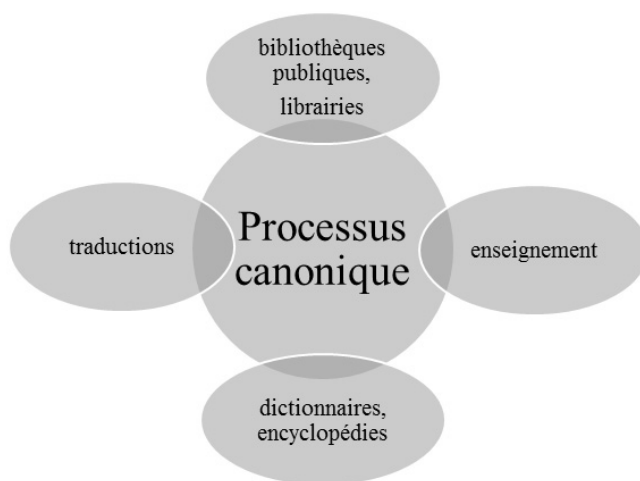 bibliothèques
publiques,
librairies
traductions
Processus
canonique
enseignement
dictionnaires,
encyclopédies